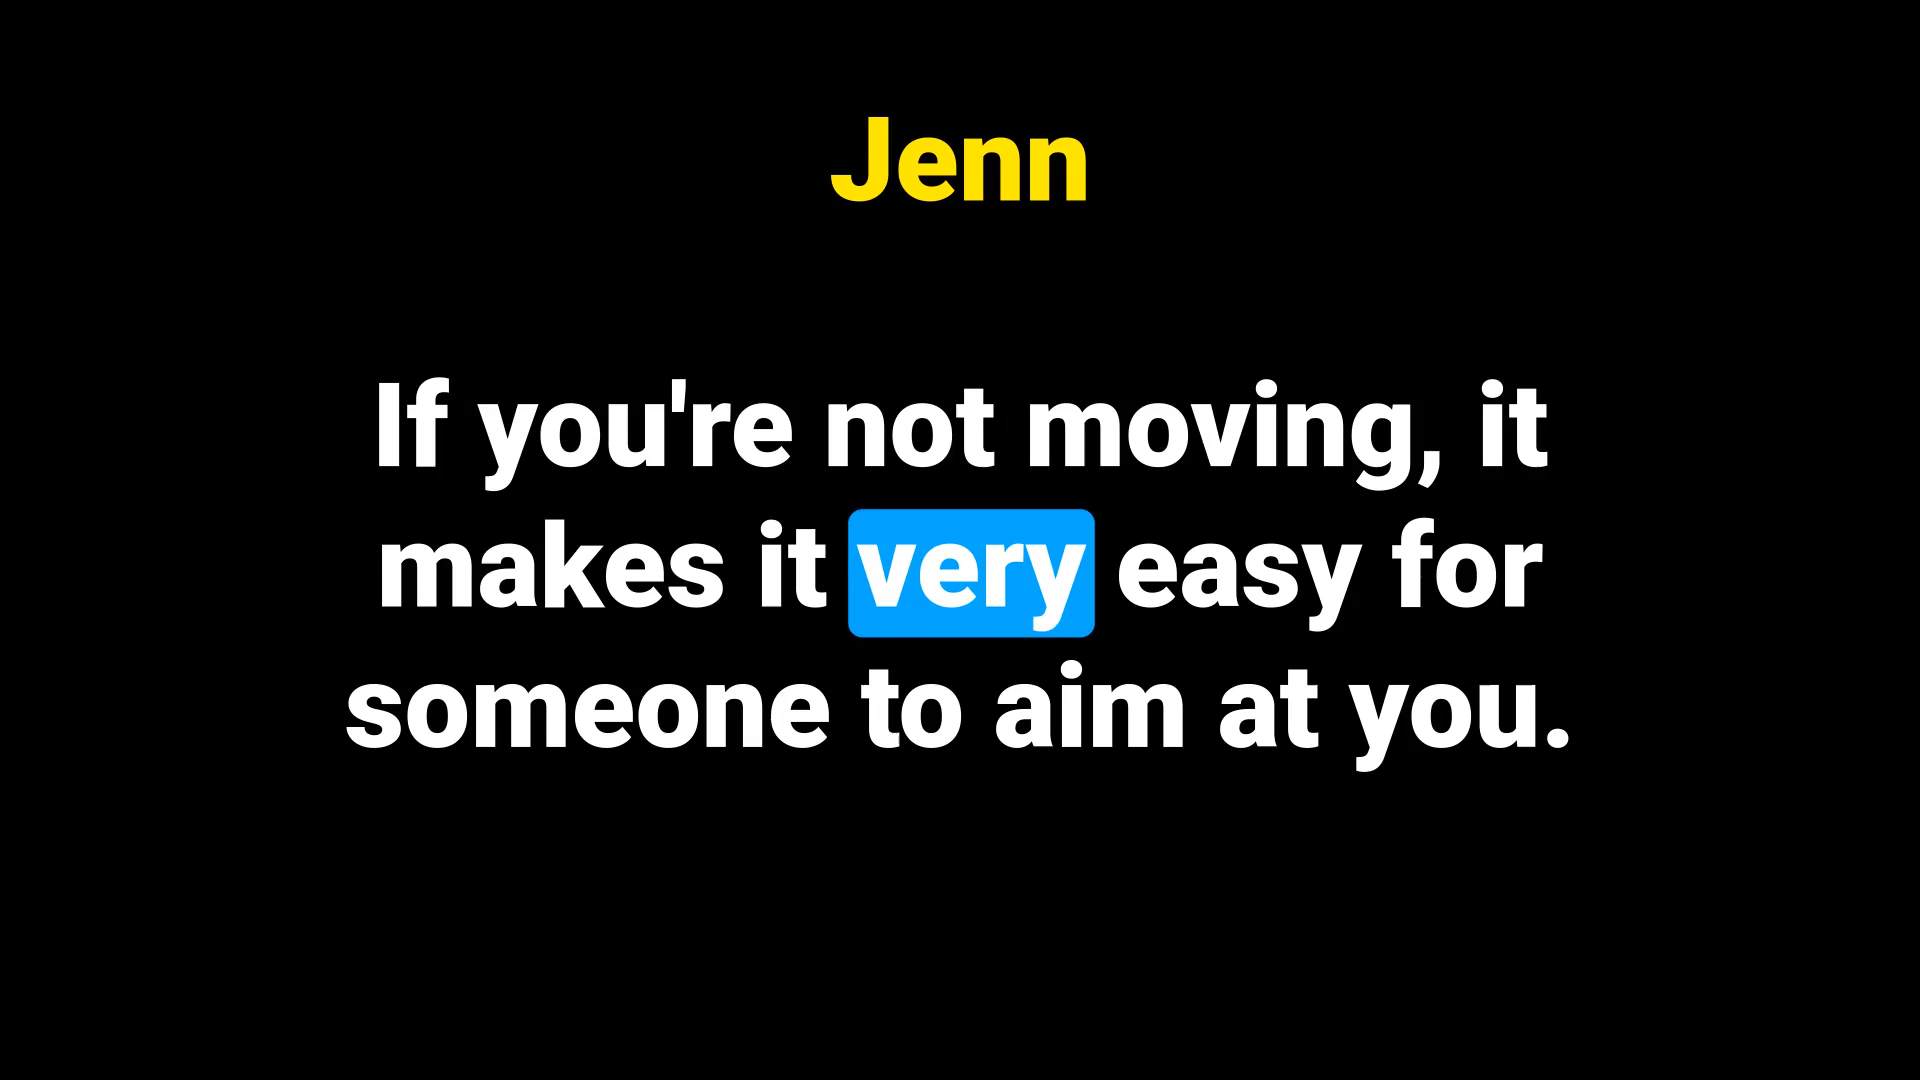 Jenn
If you're not moving, it
makes it very easy for
someone to aim at you.